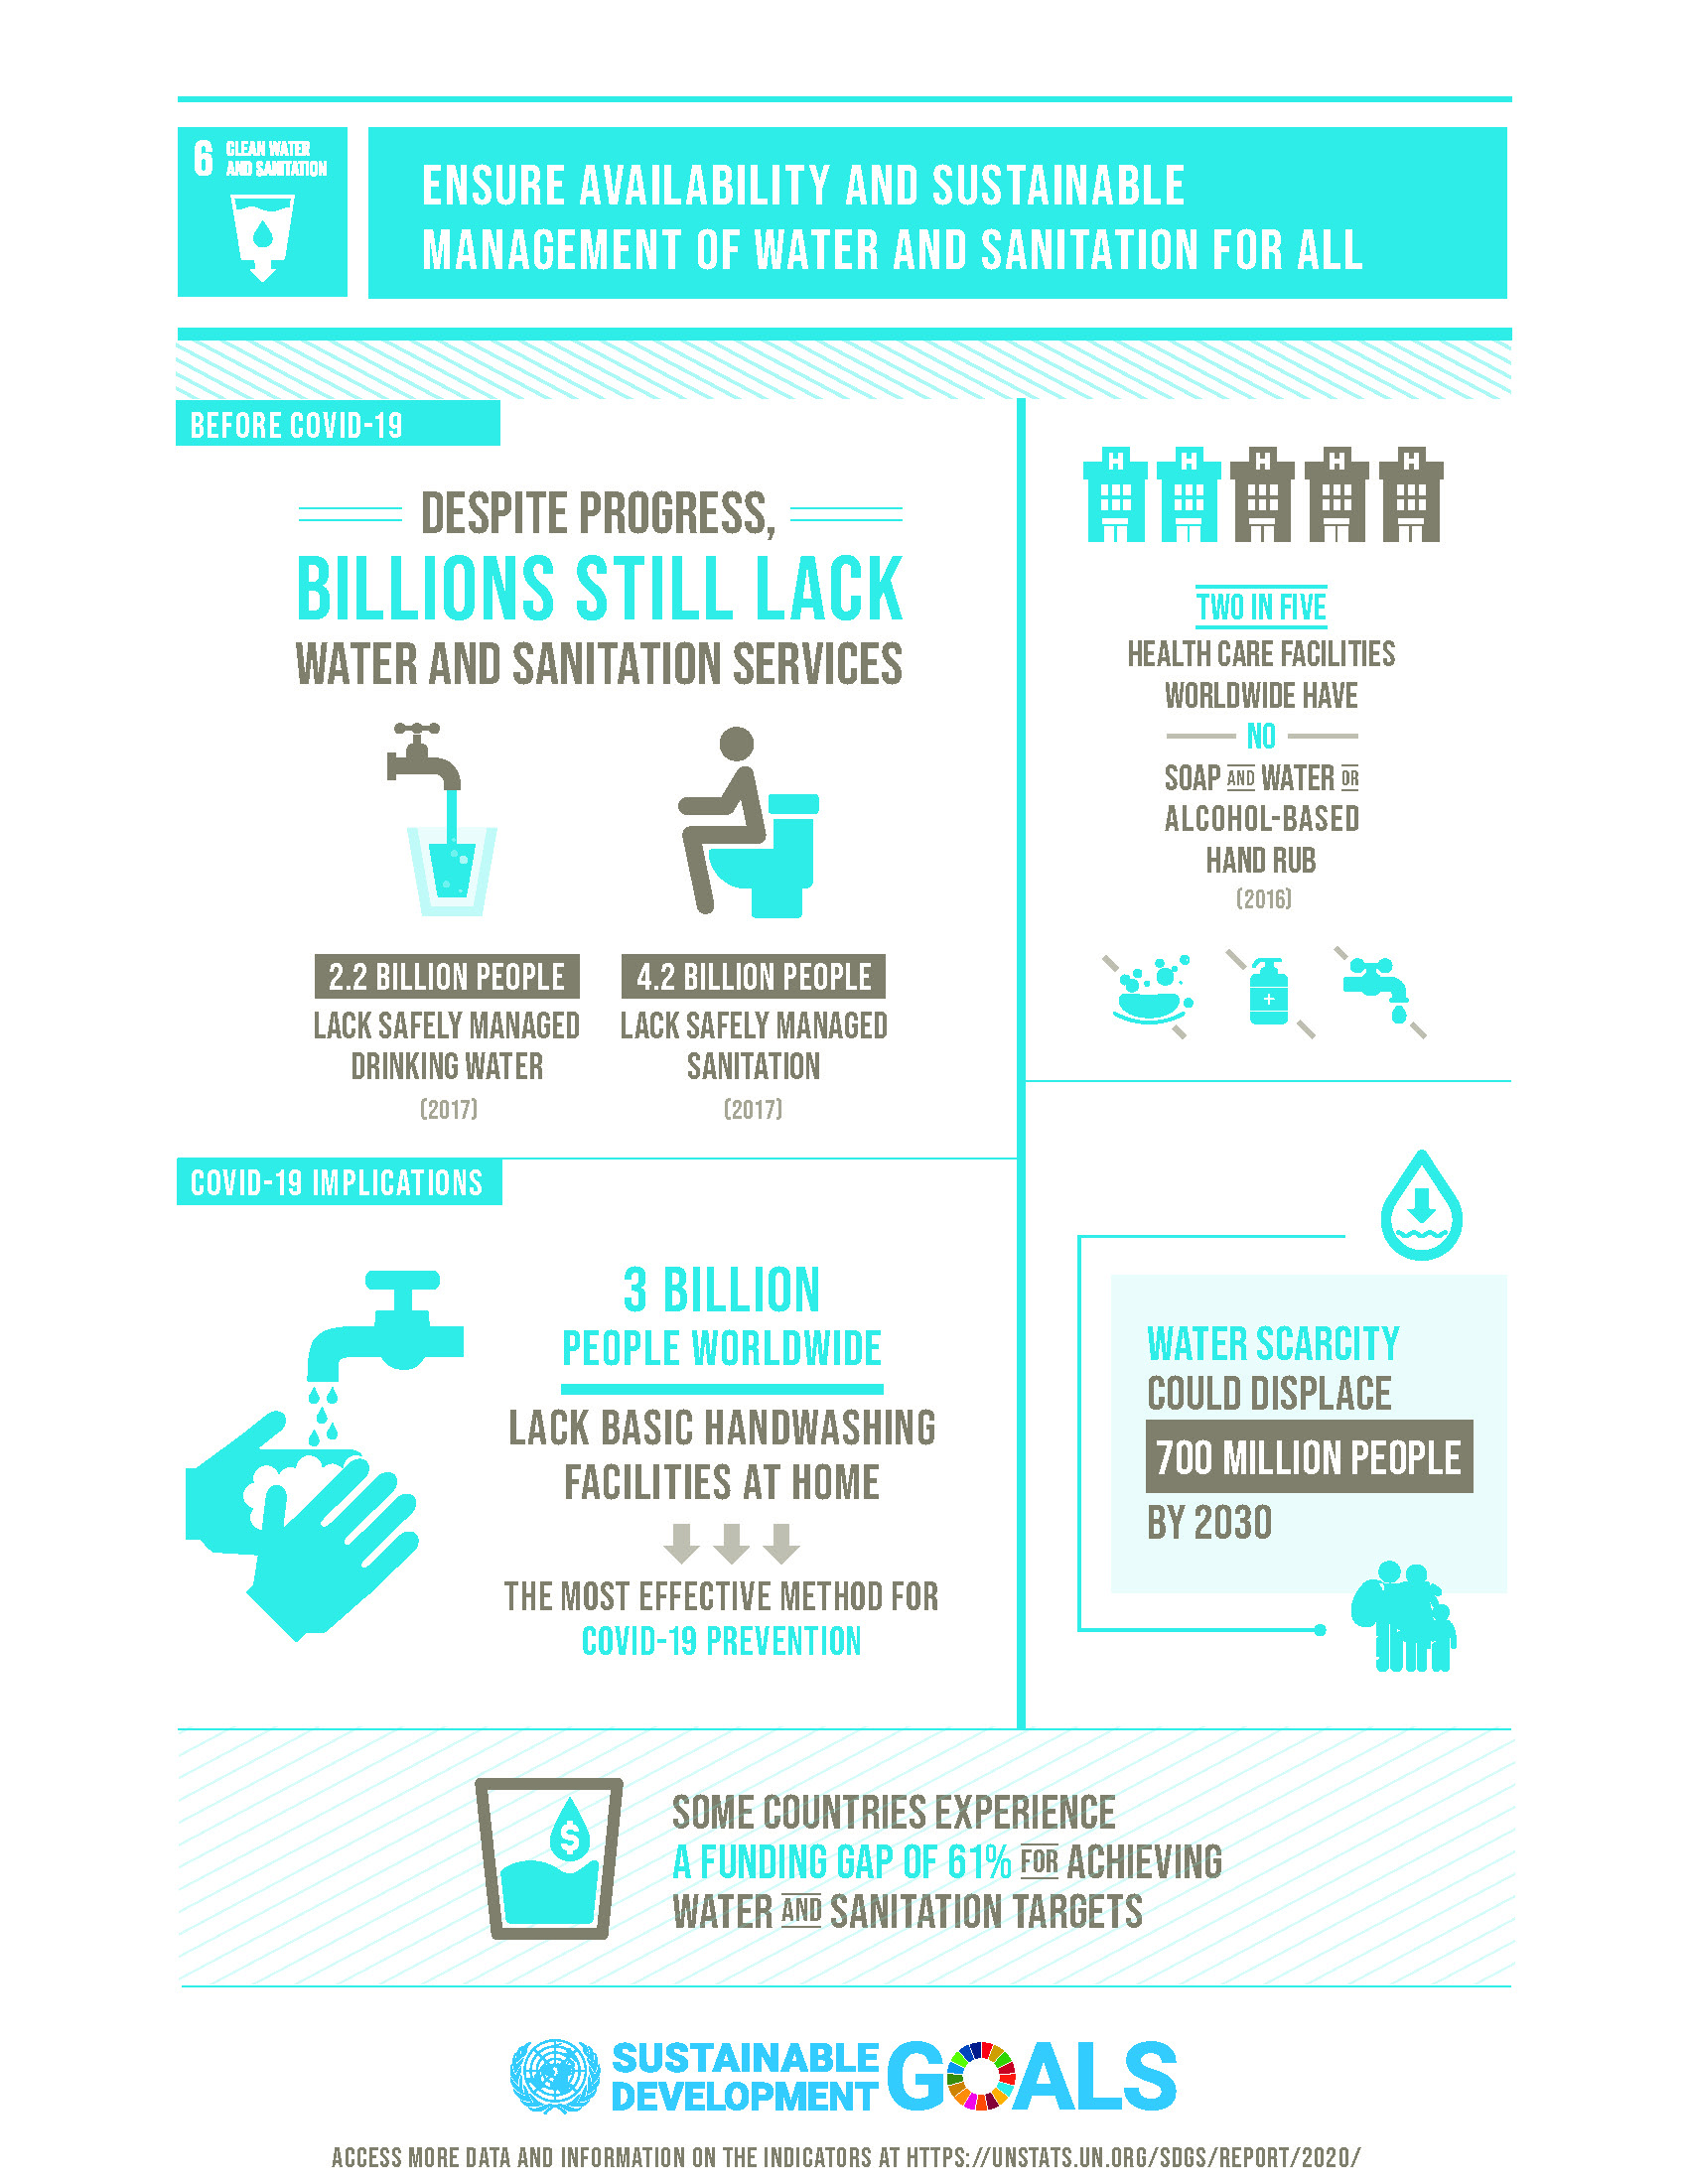 6 CLEAN WATER
AND SANITATION
ENSURE AVAILABILITY AND SUSTAINABLE
MANAGEMENT OF WATER AND SANITATION FOR ALL
BEFORE COVID-19
DESPITE PROGRESS,
BILLIONS STILL LACK
WATER AND SANITATION SERVICES
2.2 BILLION PEOPLE
LACK SAFELY MANAGED
DRINKING WATER
(2017)
4.2 BILLION PEOPLE
LACK SAFELY MANAGED
SANITATION
(2017)
H H H H H
TWO IN FIVE
HEALTH CARE FACILITIES
WORLDWIDE HAVE
NO
SOAP AND WATER OR
ALCOHOL-BASED
HAND RUB
(2016)
COVID-19 IMPLICATIONS
3 BILLION
PEOPLE WORLDWIDE
LACK BASIC HANDWASHING
FACILITIES AT HOME
THE MOST EFFECTIVE METHOD FOR
COVID-19 PREVENTION
WATER SCARCITY
COULD DISPLACE
700 MILLION PEOPLE
BY 2030
$
SOME COUNTRIES EXPERIENCE
A FUNDING GAP OF 61% FOR ACHIEVING
WATER AND SANITATION TARGETS
SUSTAINABLE
DEVELOPMENT
GOALS
ACCESS MORE DATA AND INFORMATION ON THE INDICATORS AT HTTPS://UNSTATS.UN.ORG/SDGS/REPORT/2020/